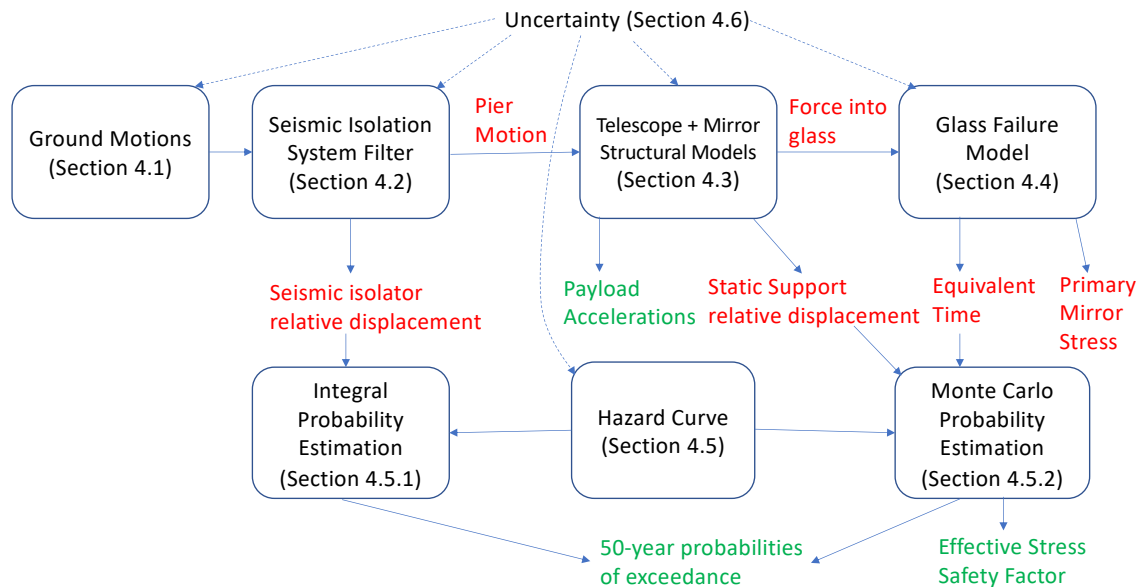 Uncertainty (Section 4.6)
Ground Motions
(Section 4.1)
Seismic Isolation
System Filter
(Section 4.2)
Pier
Motion
Telescope + Mirror
Structural Models
(Section 4.3)
Force into
glass
Glass Failure
Model
(Section 4.4)
Seismic isolator
relative displacement
Payload
Accelerations
Static Support
relative displacement
Equivalent
Time
Primary
Mirror
Stress
Integral
Probability
Estimation
(Section 4.5.1)
Hazard Curve
(Section 4.5)
Monte Carlo
Probability
Estimation
(Section 4.5.2)
50-year probabilities
of exceedance
Effective Stress
Safety Factor